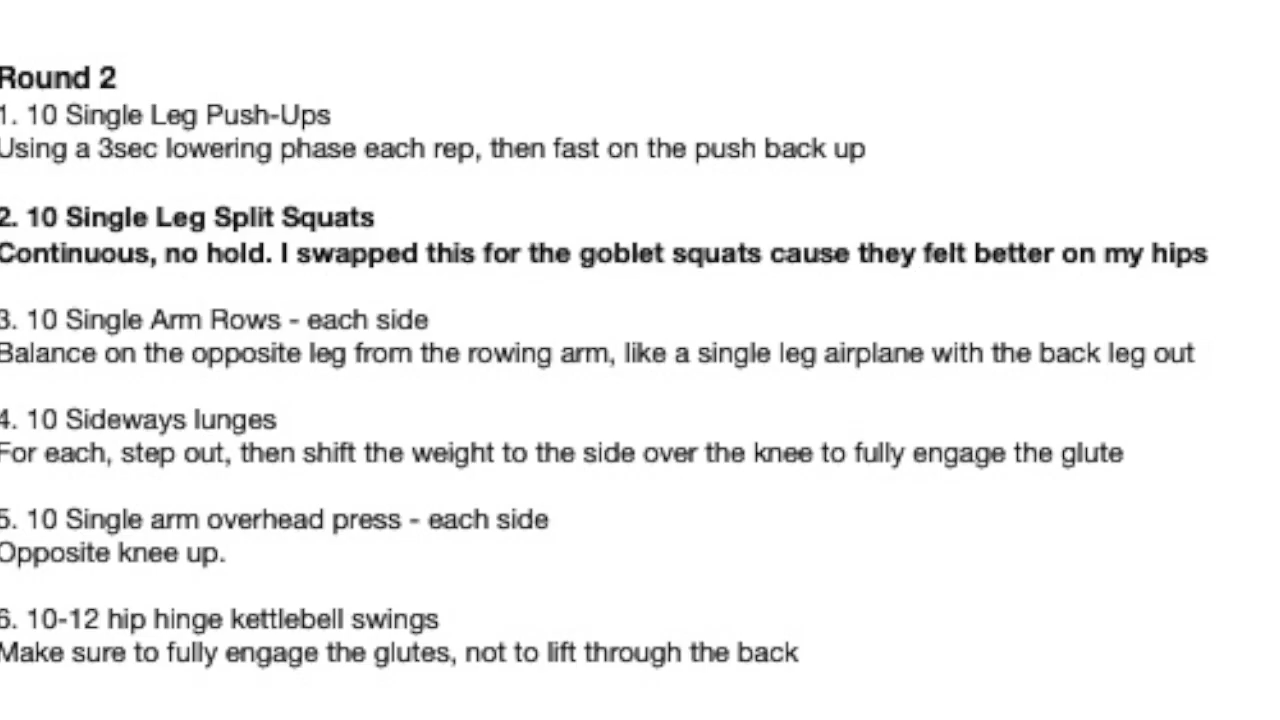 Round 2
1. 10 Single Leg Push-Ups
Using a 3sec lowering phase each rep, then fast on the push back up
2. 10 Single Leg Split Squats
Continuous, no hold. I swapped this for the goblet squats cause they felt better on my hips
3. 10 Single Arm Rows - each side
Balance on the opposite leg from the rowing arm, like a single leg airplane with the back leg out
4. 10 Sideways lunges
For each, step out, then shift the weight to the side over the knee to fully engage the glute
5. 10 Single arm overhead press - each side
Opposite knee up.
6. 10-12 hip hinge kettlebell swings
Make sure to fully engage the glutes, not to lift through the back